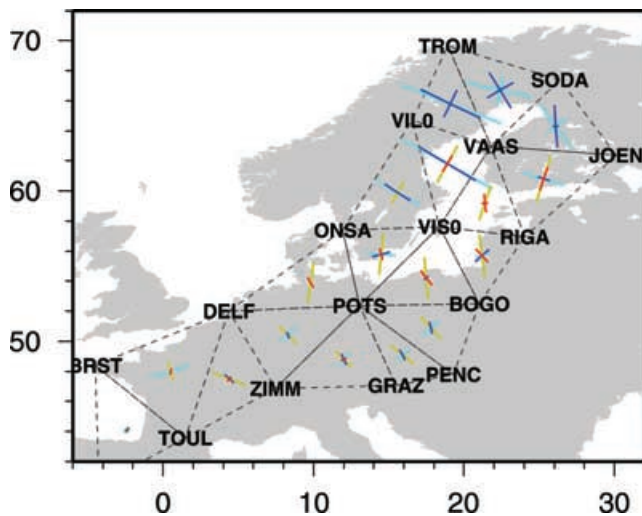 70
TROM
SODA
VIL0
VAAS
JOEN
60
ONSA
VIS0
RIGA
DELF
POTS
BOGO
50
BRST
ZIMM
GRAZ
PENC
TOUL
0 10 20 30